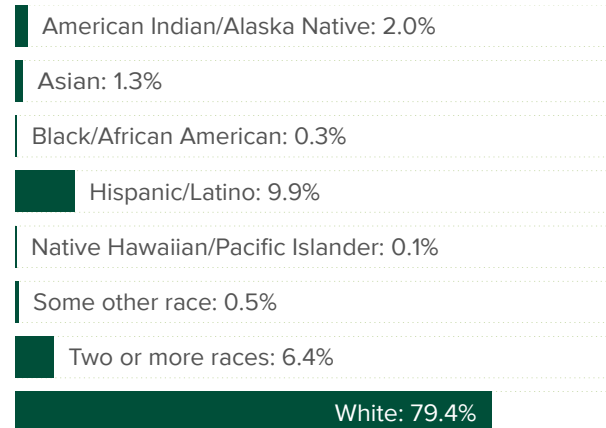 American Indian/Alaska Native: 2.0%
Asian: 1.3%
Black/African American: 0.3%
Hispanic/Latino: 9.9%
Native Hawaiian/Pacific Islander: 0.1%
Some other race: 0.5%
Two or more races: 6.4%
White: 79.4%